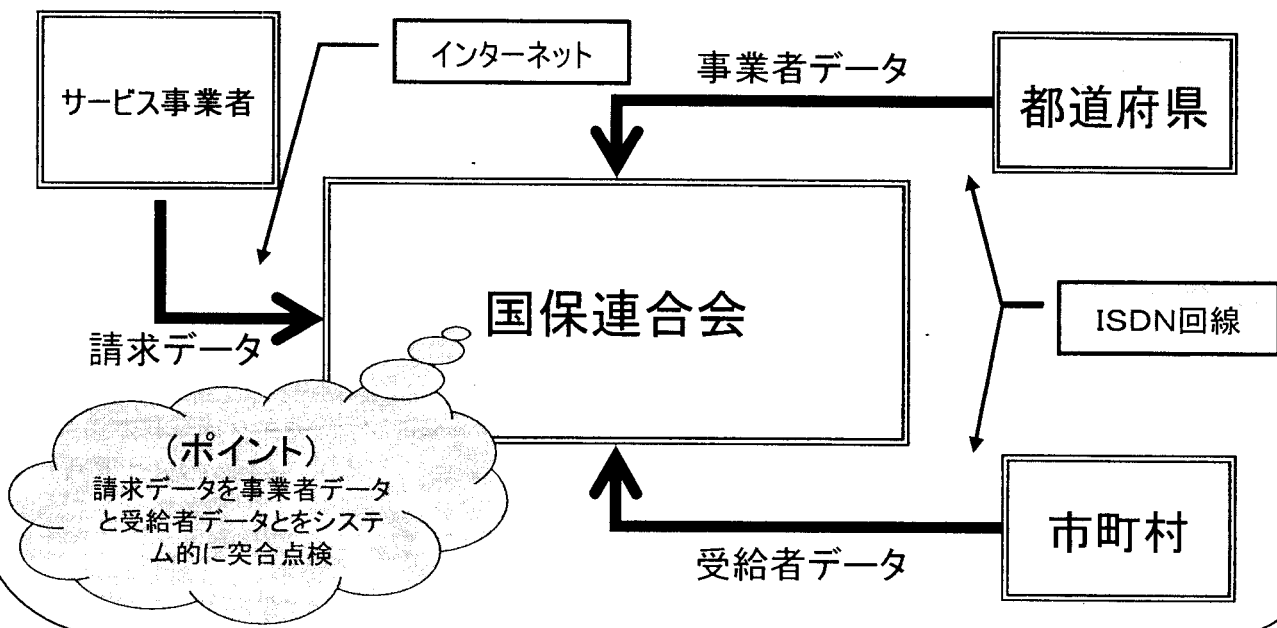 サービス事業者
インターネット
事業者データ
都道府県
国保連合会
請求データ
ISDN回線
(ポイント)
請求データを事業者データ
と受給者データとをシステ
ム的に突合点検
受給者データ
市町村